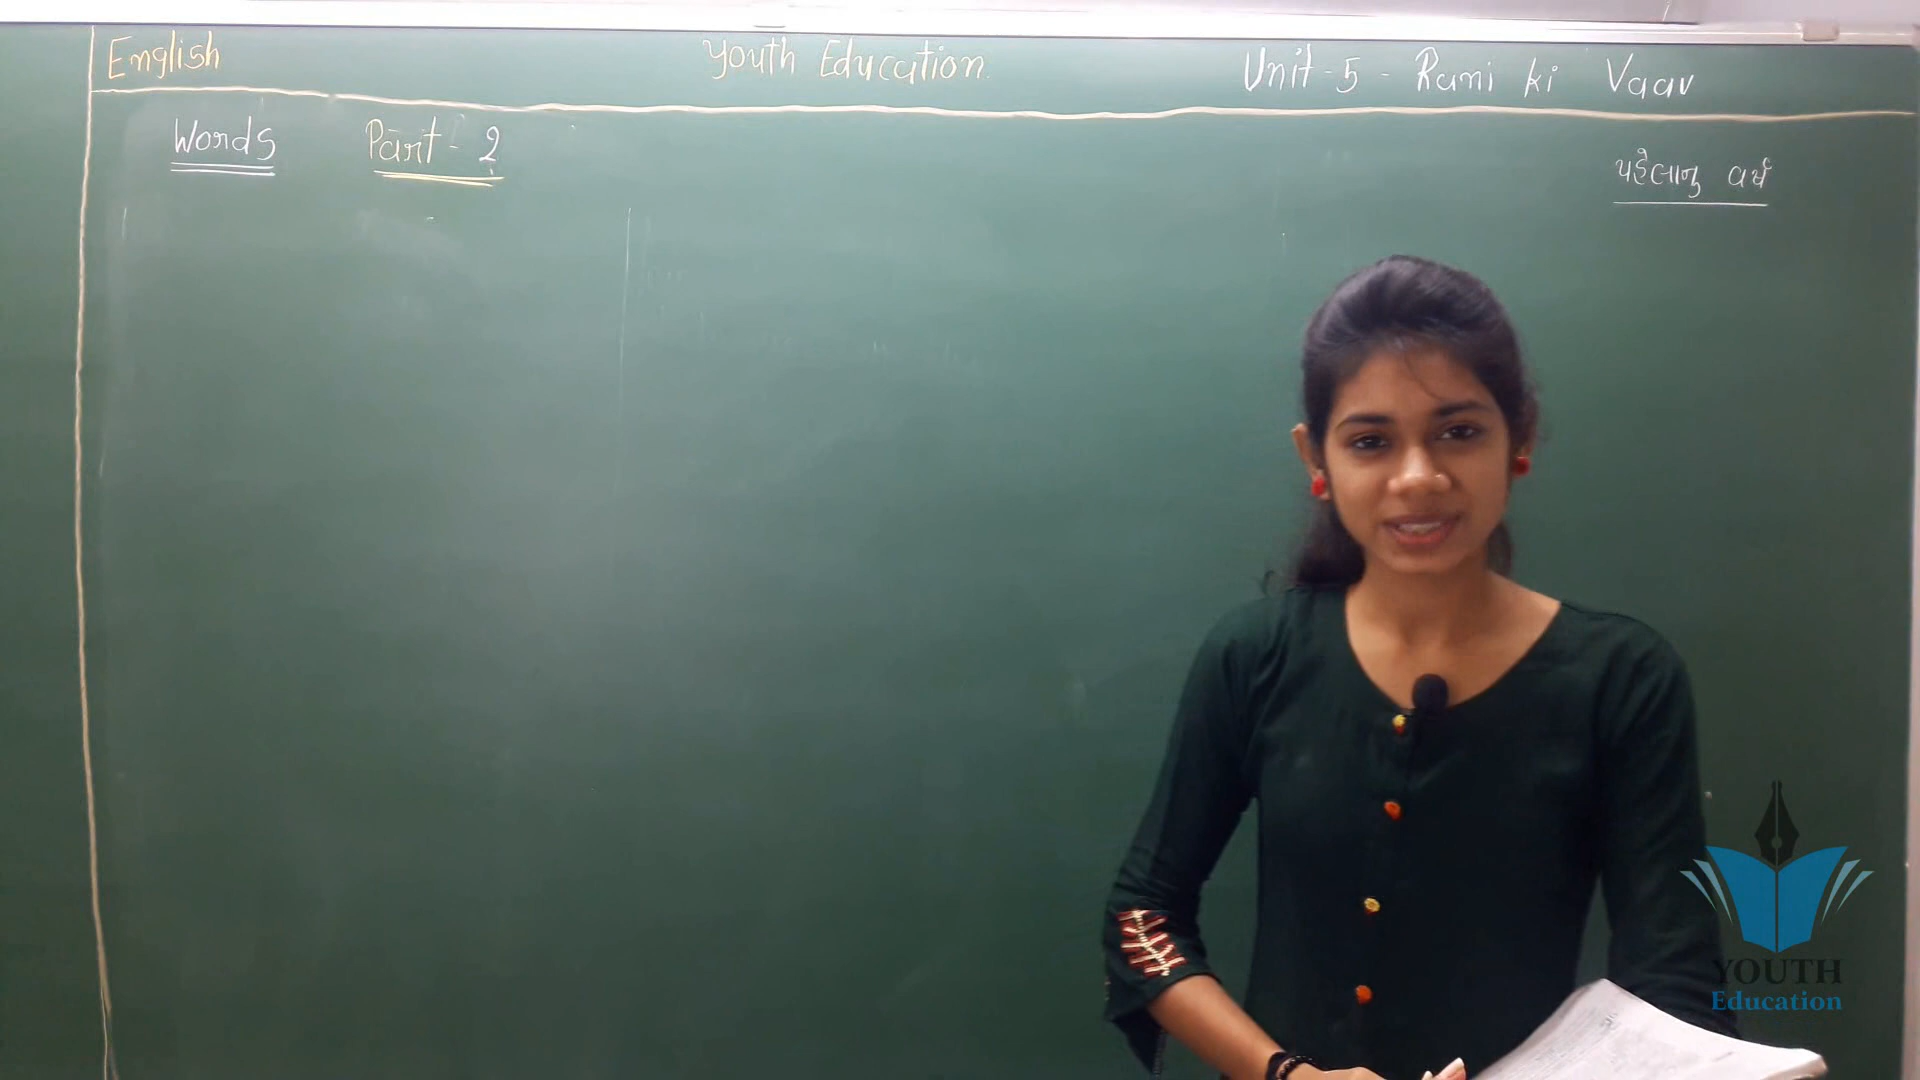 English Youth Education Unit-5 - Rani ki Vaav
Words Part-2
પહેલાનુ વર્ષ
YOUTH
Education